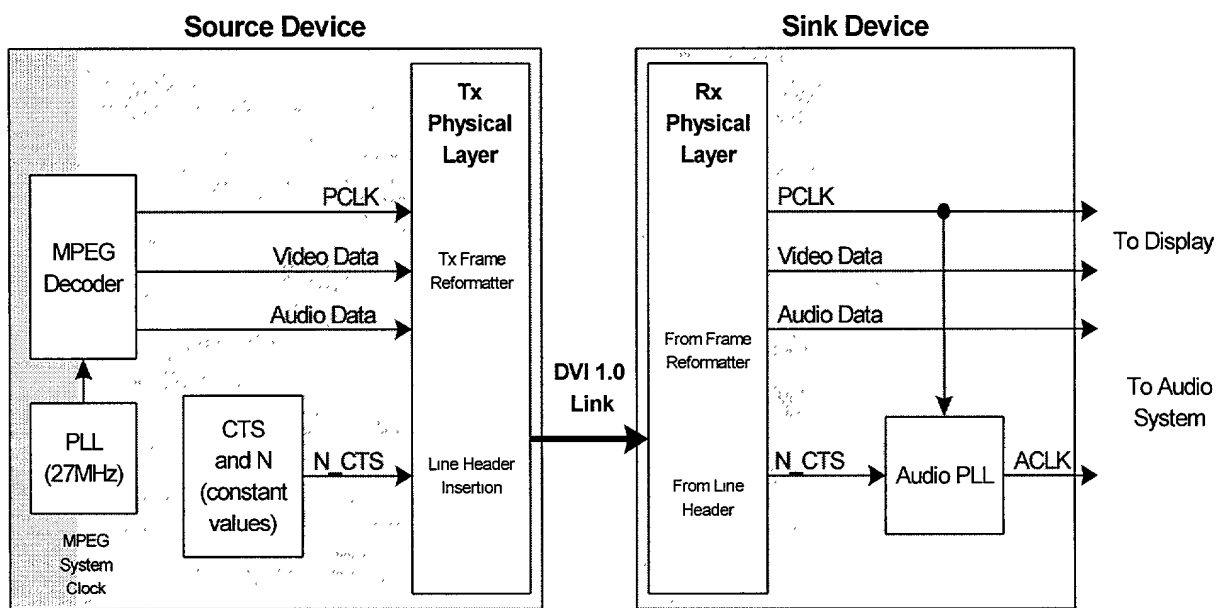 Source Device
Sink Device
Tx
Physical
Layer
Tx Frame
Reformatter
Line Header
Insertion
MPEG
Decoder
PCLK
Video Data
Audio Data
PLL
(27MHz)
MPEG
System
Clock
CTS
and N
(constant
values)
N_CTS
DVI 1.0
Link
Rx
Physical
Layer
From Frame
Reformatter
From Line
Header
PCLK
Video Data
Audio Data
N_CTS
Audio PLL
ACLK
To Display
To Audio
System